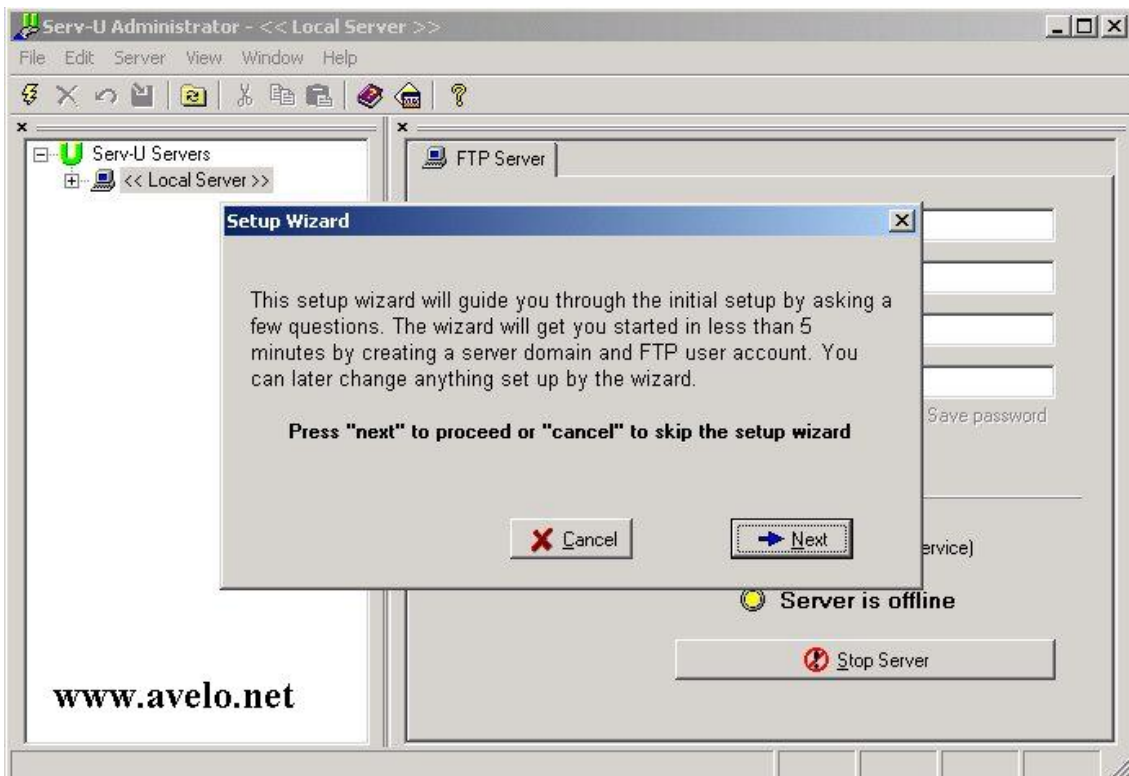 Serv-U Administrator - << Local Server >>
File Edit Server View Window Help
Serv-U Servers
<< Local Server >>
FTP Server
Setup Wizard
This setup wizard will guide you through the initial setup by asking a
few questions. The wizard will get you started in less than 5
minutes by creating a server domain and FTP user account. You
can later change anything set up by the wizard.
Press "next" to proceed or "cancel" to skip the setup wizard
Save password
Cancel
Next
ervice)
Server is offline
Stop Server
www.avelo.net